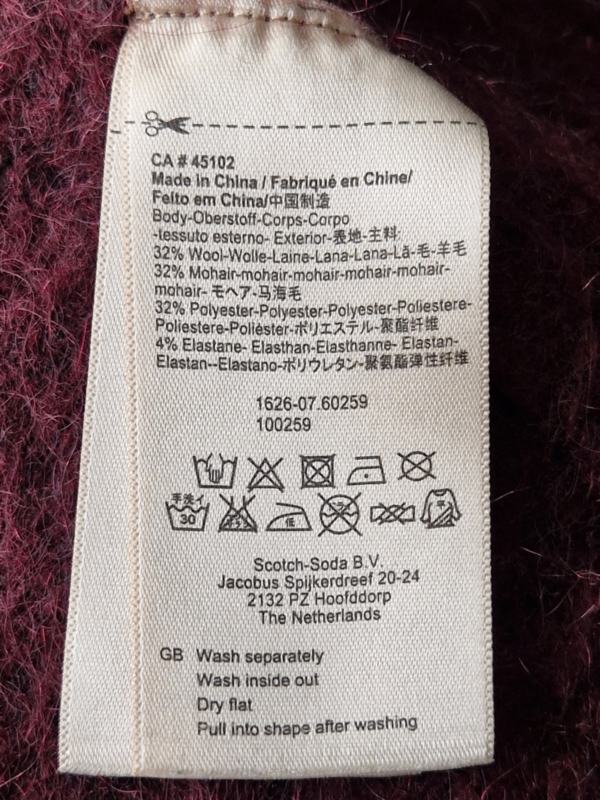 CA # 45102
Made in China / Fabriqué en Chine/
Feito em China/中国制造
Body-Oberstoff-Corps-Corpo
-tessuto esterno- Exterior-表地-主料:
32% Wool-Wolle-Laine-Lana-Lana-Lã-毛-羊毛
32% Mohair-mohair-mohair-mohair-mohair-
mohair- モヘア-马海毛
32% Polyester-Polyester-Polyester-Poliestere-
Poliestere-Poliéster-ポリエステル-聚酯纤维
4% Elastane- Elasthan-Elasthanne- Elastan-
Elastan--Elastano-ポリウレタン-聚氨酯弹性纤维
1626-07.60259
100259
手洗イ
30 低 平
Scotch-Soda B.V.
Jacobus Spijkerdreef 20-24
2132 PZ Hoofddorp
The Netherlands
GB Wash separately
Wash inside out
Dry flat
Pull into shape after washing